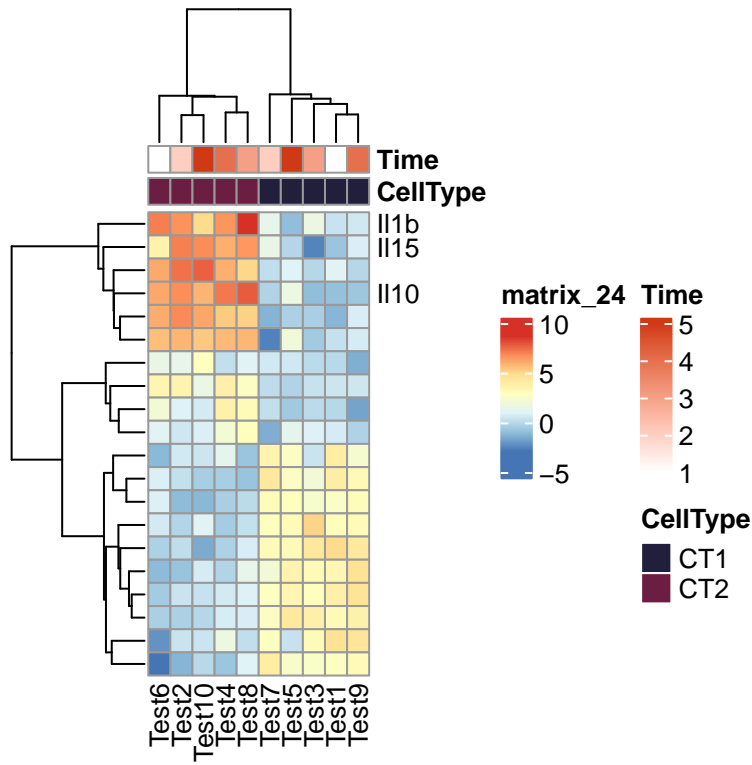 Time
CellType
Il1b
Il15
Il10
Test6
Test2
Test10
Test4
Test8
Test7
Test5
Test3
Test1
Test9
matrix_24
10
5
0
−5
Time
5
4
3
2
1
CellType
CT1
CT2